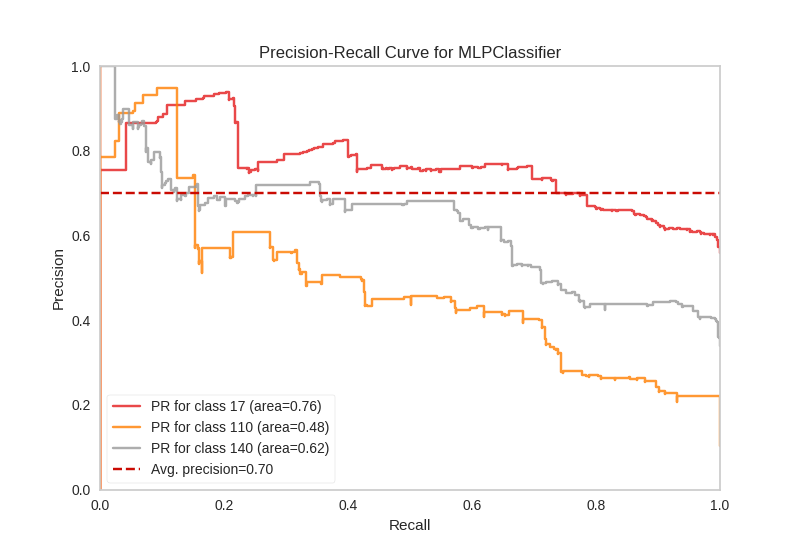 Precision-Recall Curve for MLPClassifier
1.0
0.8
0.6
0.4
0.2
0.0
Precision
PR for class 17 (area=0.76)
PR for class 110 (area=0.48)
PR for class 140 (area=0.62)
Avg. precision=0.70
0.0 0.2 0.4 0.6 0.8 1.0
Recall